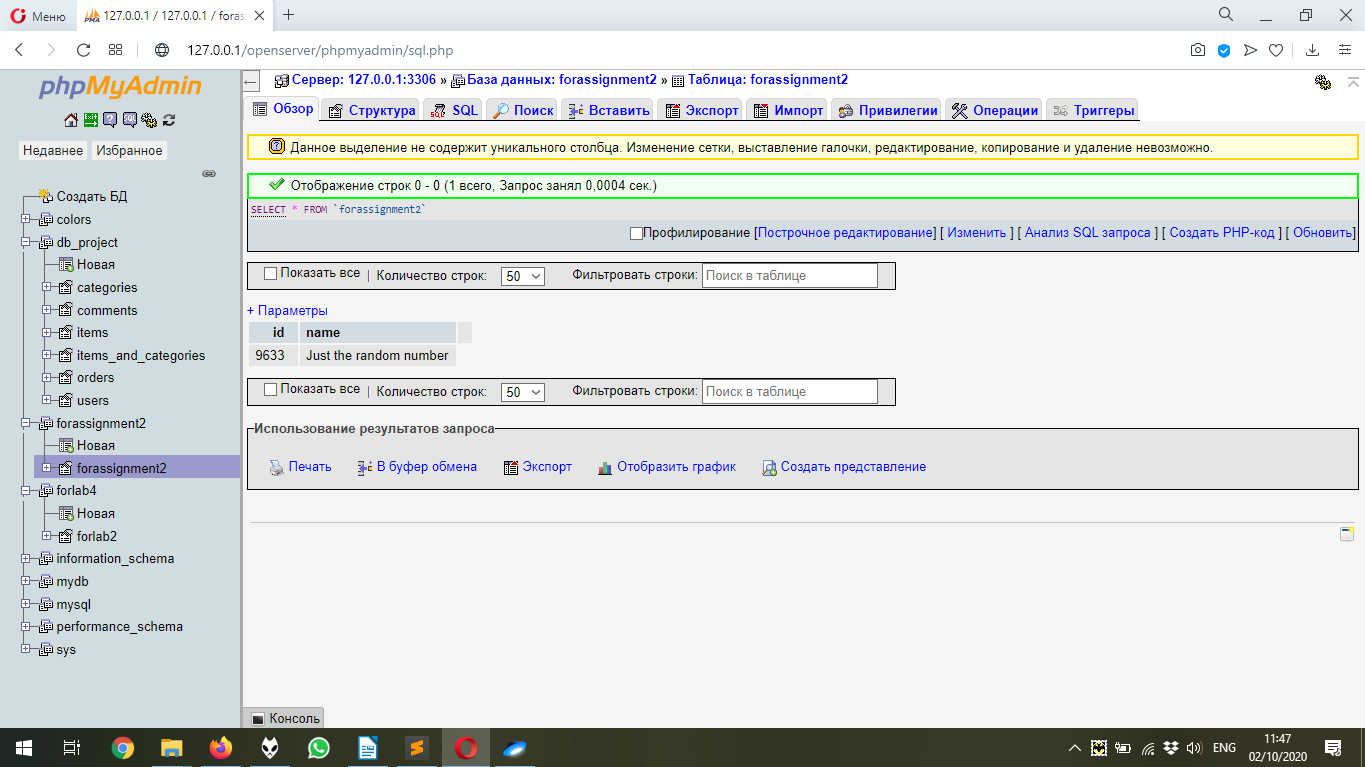 Меню
127.0.0.1 / 127.0.0.1 / foras
127.0.0.1/openserver/phpmyadmin/sql.php
phpMyAdmin
Недавнее Избранное
Создать БД
colors
db_project
Новая
categories
comments
items
items_and_categories
orders
users
forassignment2
Новая
forassignment2
forlab4
Новая
forlab2
information_schema
mydb
mysql
performance_schema
sys
Сервер: 127.0.0.1:3306 » База данных: forassignment2 » Таблица: forassignment2
Обзор Структура SQL Поиск Вставить Экспорт Импорт Привилегии Операции Триггеры
Данное выделение не содержит уникального столбца. Изменение сетки, выставление галочки, редактирование, копирование и удаление невозможно.
Отображение строк 0 - 0 (1 всего, Запрос занял 0,0004 сек.)
SELECT * FROM `forassignment2`
Профилирование [Построчное редактирование] [ Изменить ] [ Анализ SQL запроса ] [ Создать PHP-код ] [ Обновить]
Показать все | Количество строк: 50 Фильтровать строки: Поиск в таблице
+ Параметры
id name
9633 Just the random number
Показать все | Количество строк: 50 Фильтровать строки: Поиск в таблице
Использование результатов запроса
Печать В буфер обмена Экспорт Отобразить график Создать представление
Консоль
ENG
11:47
02/10/2020